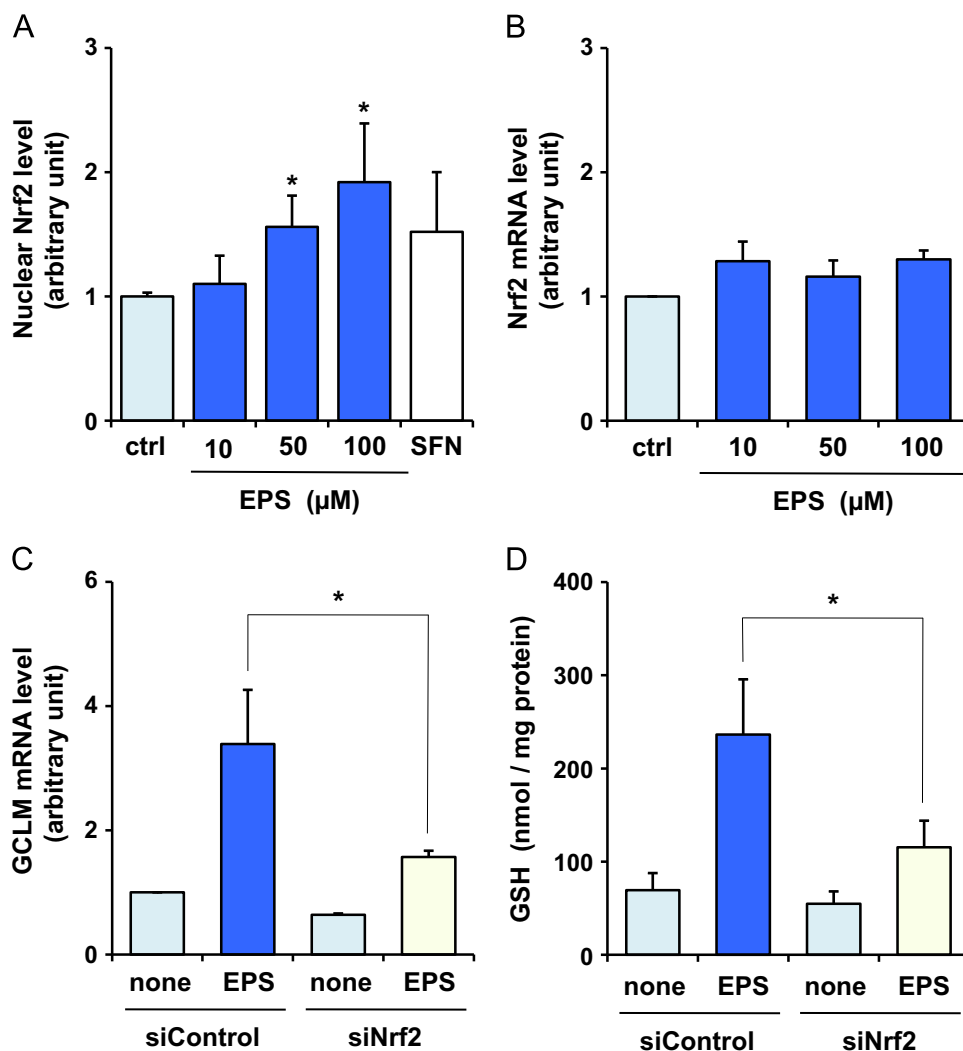 A
Nuclear Nrf2 level
(arbitrary unit)
3
2
1
0
*
*
ctrl
10
50
100
SFN
EPS (µM)
B
Nrf2 mRNA level
(arbitrary unit)
3
2
1
0
ctrl
10
50
100
EPS (µM)
C
GCLM mRNA level
(arbitrary unit)
6
4
2
0
*
none
EPS
none
EPS
siControl
siNrf2
D
GSH (nmol / mg protein)
400
300
200
100
0
*
none
EPS
none
EPS
siControl
siNrf2